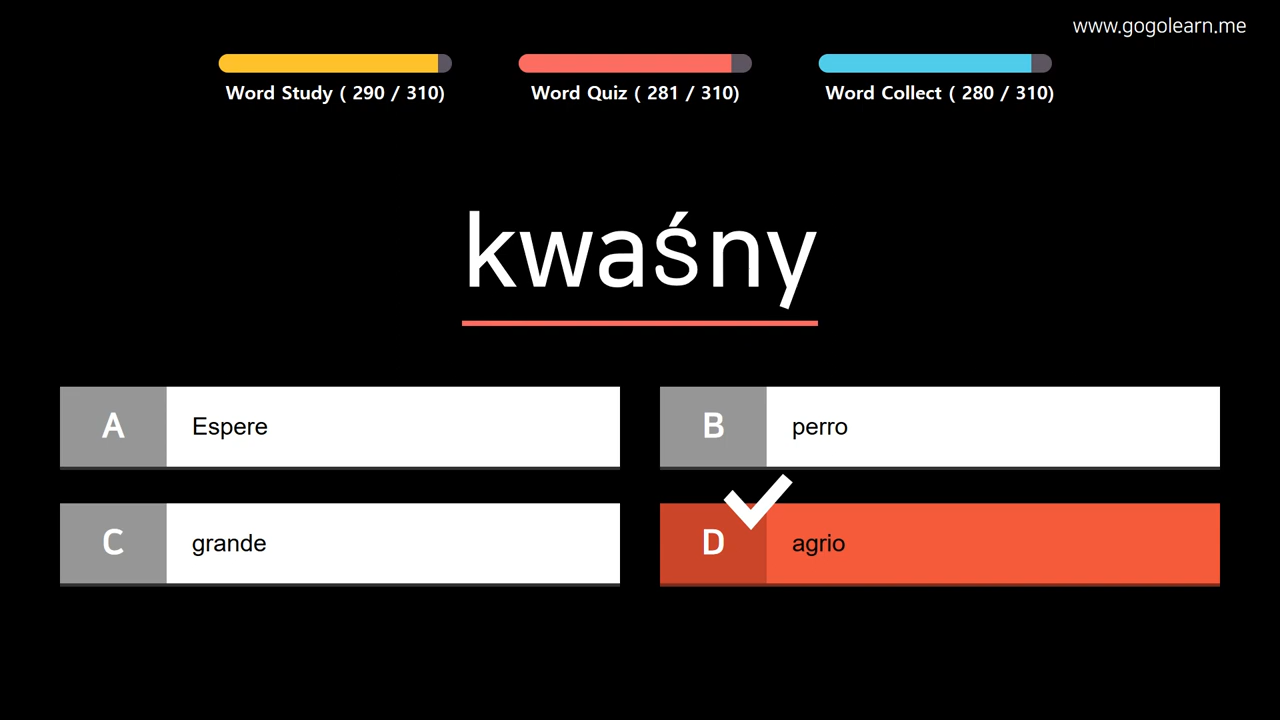 www.gogolearn.me
Word Study ( 290 / 310)
Word Quiz ( 281 / 310)
Word Collect ( 280 / 310)
kwaśny
A Espere
B perro
C grande
D agrio